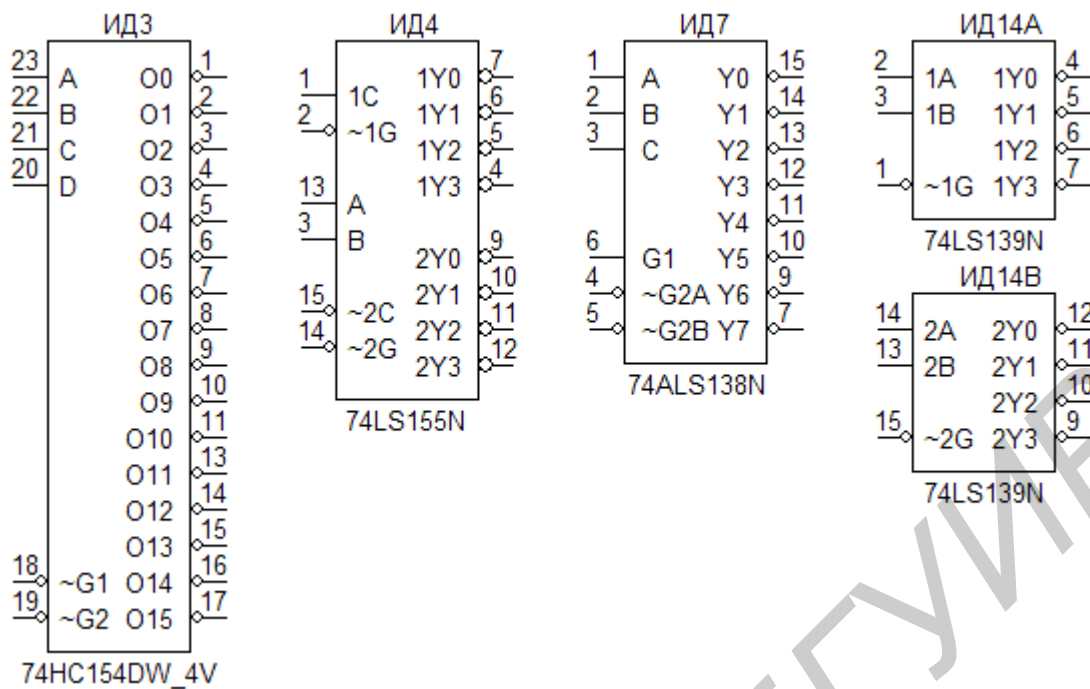 ИД3
23 A O0 1
22 B O1 2
21 C O2 3
20 D O3 4
O4 5
O5 6
O6 7
O7 8
O8 9
O9 10
O10 11
O11 13
O12 14
O13 15
18 ~G1 O14 16
19 ~G2 O15 17
74HC154DW_4V
ИД4
1 1C 1Y0 7
2 ~1G 1Y1 6
1Y2 5
13 A 1Y3 4
3 B
2Y0 9
15 ~2C 2Y1 10
14 ~2G 2Y2 11
2Y3 12
74LS155N
ИД7
1 A Y0 15
2 B Y1 14
3 C Y2 13
Y3 12
Y4 11
6 G1 Y5 10
4 ~G2A Y6 9
5 ~G2B Y7 7
74ALS138N
ИД14A
2 1A 1Y0 4
3 1B 1Y1 5
1Y2 6
1 ~1G 1Y3 7
74LS139N
ИД14B
14 2A 2Y0 12
13 2B 2Y1 11
2Y2 10
15 ~2G 2Y3 9
74LS139N